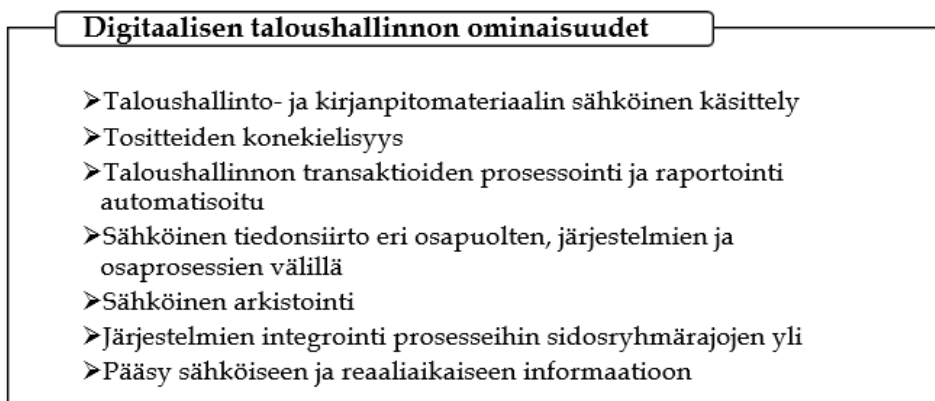 Digitaalisen taloushallinnon ominaisuudet
➤Taloushallinto- ja kirjanpitomateriaalin sähköinen käsittely
➤Tositteiden konekielisyys
➤Taloushallinnon transaktioiden prosessointi ja raportointi
automatisoitu
➤Sähköinen tiedonsiirto eri osapuolten, järjestelmien ja
osaprosessien välillä
➤Sähköinen arkistointi
➤Järjestelmien integrointi prosesseihin sidosryhmärajojen yli
➤Pääsy sähköiseen ja reaaliaikaiseen informaatioon